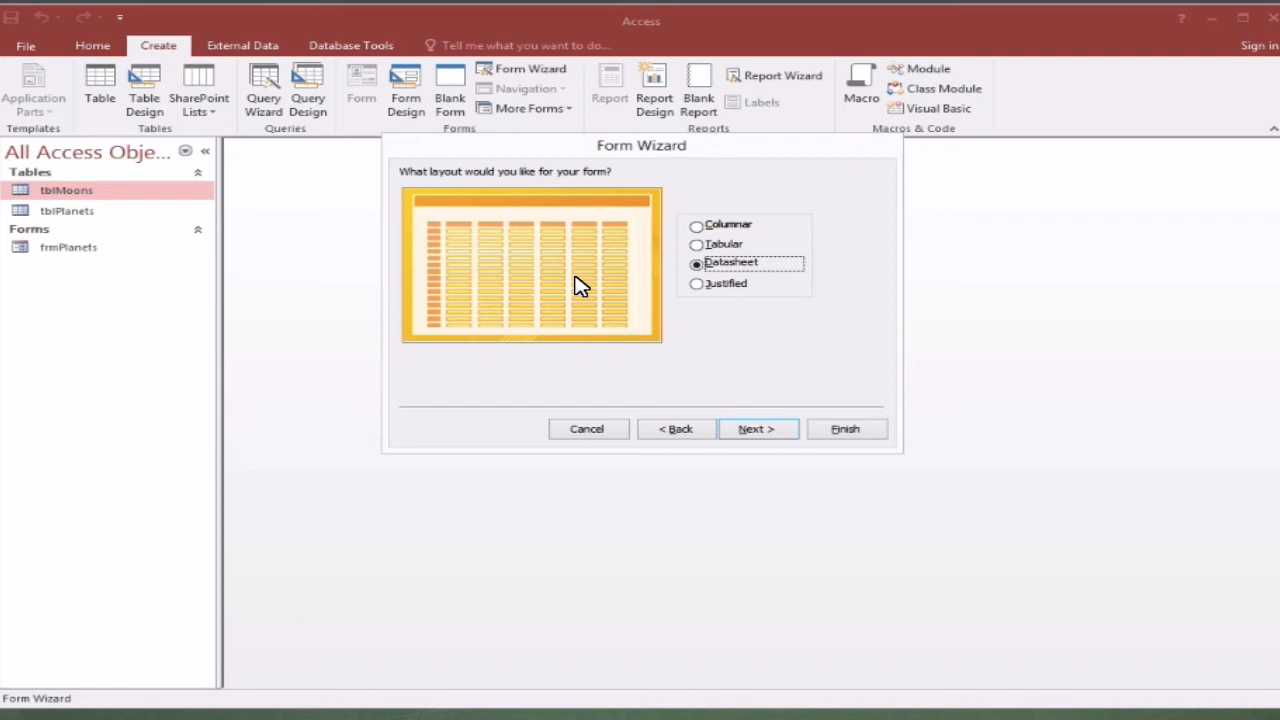 Access
File Home Create External Data Database Tools Tell me what you want to do... Sign in
Application Parts
Table
Table Design
SharePoint Lists
Query Wizard
Query Design
Form
Form Design
Blank Form
Form Wizard
Navigation
More Forms
Report
Report Design
Blank Report
Report Wizard
Labels
Macro
Module
Class Module
Visual Basic
Templates Tables Queries Forms Reports Macros & Code
All Access Obje...
Tables
tblMoons
tblPlanets
Forms
frmPlanets
Form Wizard
What layout would you like for your form?
Columnar
Tabular
Datasheet
Justified
Cancel < Back Next > Finish
Form Wizard